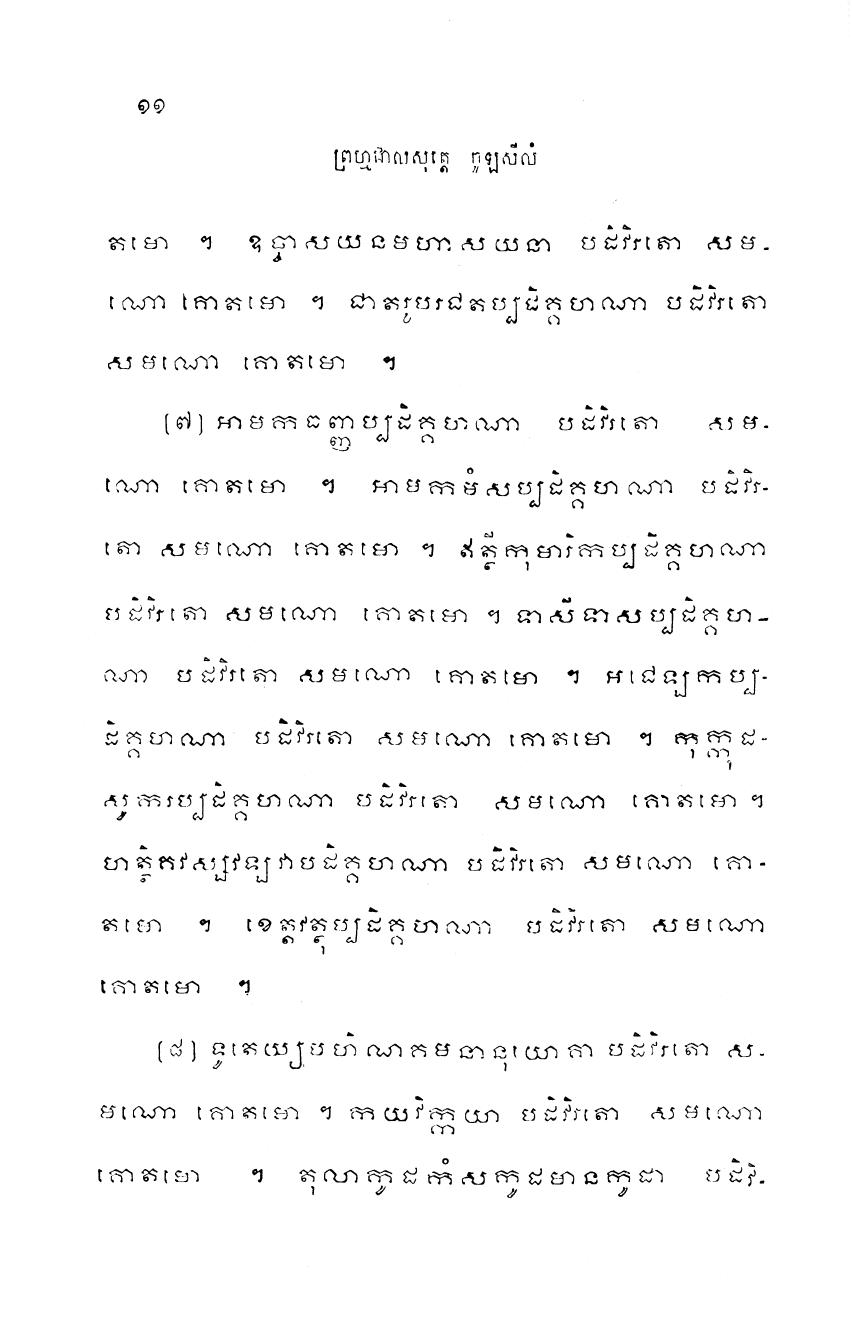 ១១
ព្រហ្មជាលសុត្តេ ចូឡសីលំ
តមោ ។ ឧច្ចាសយនមហាសយនា បដិវិរតោ សម-
ណោ គោតមោ ។ ជាតរូបរជតប្បដិគ្គហណា បដិវិរតោ
សមណោ គោតមោ ។
(៧) អាមកធញ្ញប្បដិគ្គហណា បដិវិរតោ សម-
ណោ គោតមោ ។ អាមកមំសប្បដិគ្គហណា បដិវិរ-
តោ សមណោ គោតមោ ។ ឥត្ថីកុមារិកប្បដិគ្គហណា
បដិវិរតោ សមណោ គោតមោ ។ ទាសីទាសប្បដិគ្គហ-
ណា បដិវិរតោ សមណោ គោតមោ ។ អជេឡកប្ប-
ដិគ្គហណា បដិវិរតោ សមណោ គោតមោ ។ កុក្កុដ-
សូករប្បដិគ្គហណា បដិវិរតោ សមណោ គោតមោ ។
ហត្ថិគវស្សវឡវាបដិគ្គហណា បដិវិរតោ សមណោ គោ-
តមោ ។ ខេត្តវត្ថុប្បដិគ្គហណា បដិវិរតោ សមណោ
គោតមោ ។
(៨) ទូតេយ្យបហិណគមនានុយោគា បដិវិរតោ ស-
មណោ គោតមោ ។ កយវិក្កយា បដិវិរតោ សមណោ
គោតមោ ។ តុលាកូដកំសកូដមានកូដា បដិវិ-